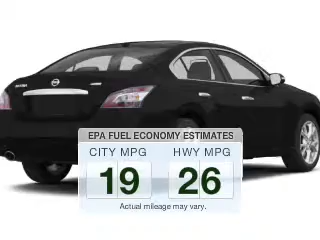 EPA FUEL ECONOMY ESTIMATES
CITY MPG HWY MPG
19 26
Actual mileage may vary.